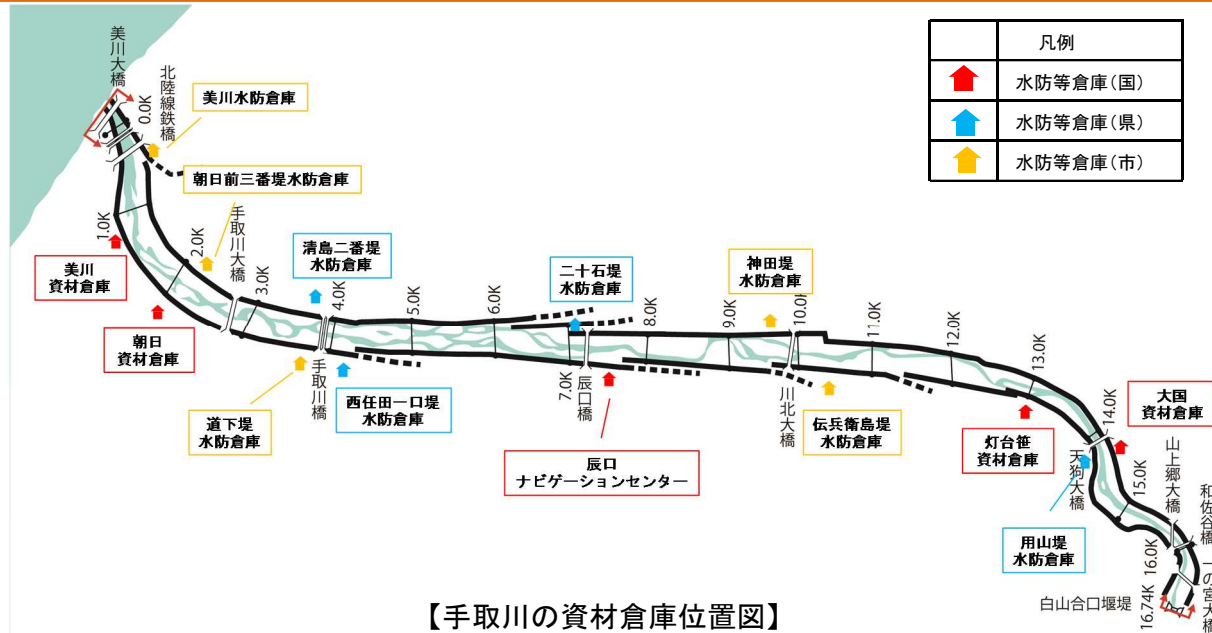 凡例
水防等倉庫(国)
水防等倉庫(県)
水防等倉庫(市)
美川大橋
0.0K
北陸線鉄橋
美川水防倉庫
朝日前三番堤水防倉庫
1.0K
美川
資材倉庫
2.0K
手取川大橋
3.0K
朝日
資材倉庫
清島二番堤
水防倉庫
4.0K
道下堤
水防倉庫
手取川橋
西任田一口堤
水防倉庫
5.0K
6.0K
二十石堤
水防倉庫
7.0K
辰口橋
8.0K
辰口
ナビゲーションセンター
9.0K
神田堤
水防倉庫
10.0K
川北大橋
伝兵衛島堤
水防倉庫
11.0K
12.0K
13.0K
灯台笹
資材倉庫
14.0K
大国
資材倉庫
天狗大橋
用山堤
水防倉庫
15.0K
山上郷大橋
和佐谷橋
16.0K
一の宮大橋
16.74K
白山合口堰堤
【手取川の資材倉庫位置図】